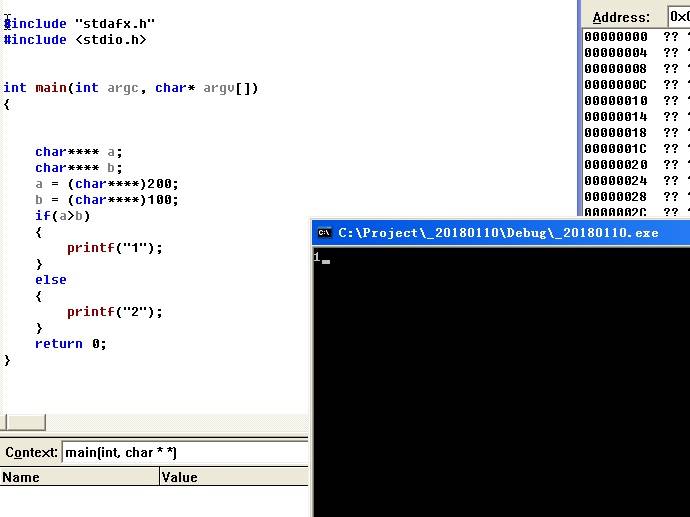 #include "stdafx.h"
#include <stdio.h>
int main(int argc, char* argv[])
{
char**** a;
char**** b;
a = (char****)200;
b = (char****)100;
if(a>b)
{
printf("1");
}
else
{
printf("2");
}
return 0;
}
Address:
00000000 ??
00000004 ??
00000008 ??
0000000C ??
00000010 ??
00000014 ??
00000018 ??
0000001C ??
00000020 ??
00000024 ??
00000028 ??
0000002C ??
C:\Project\_20180110\Debug\_20180110.exe
1
Context: main(int, char * *)
Name Value